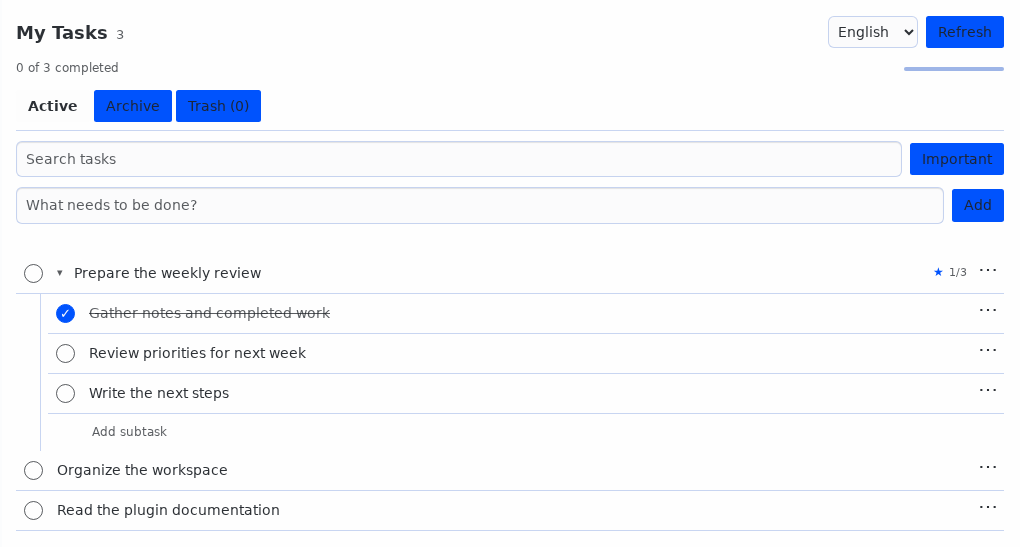 My Tasks 3
English Refresh
0 of 3 completed
Active Archive Trash (0)
Search tasks Important
What needs to be done? Add
Prepare the weekly review ★ 1/3 ...
Gather notes and completed work ...
Review priorities for next week ...
Write the next steps ...
Add subtask
Organize the workspace ...
Read the plugin documentation ...